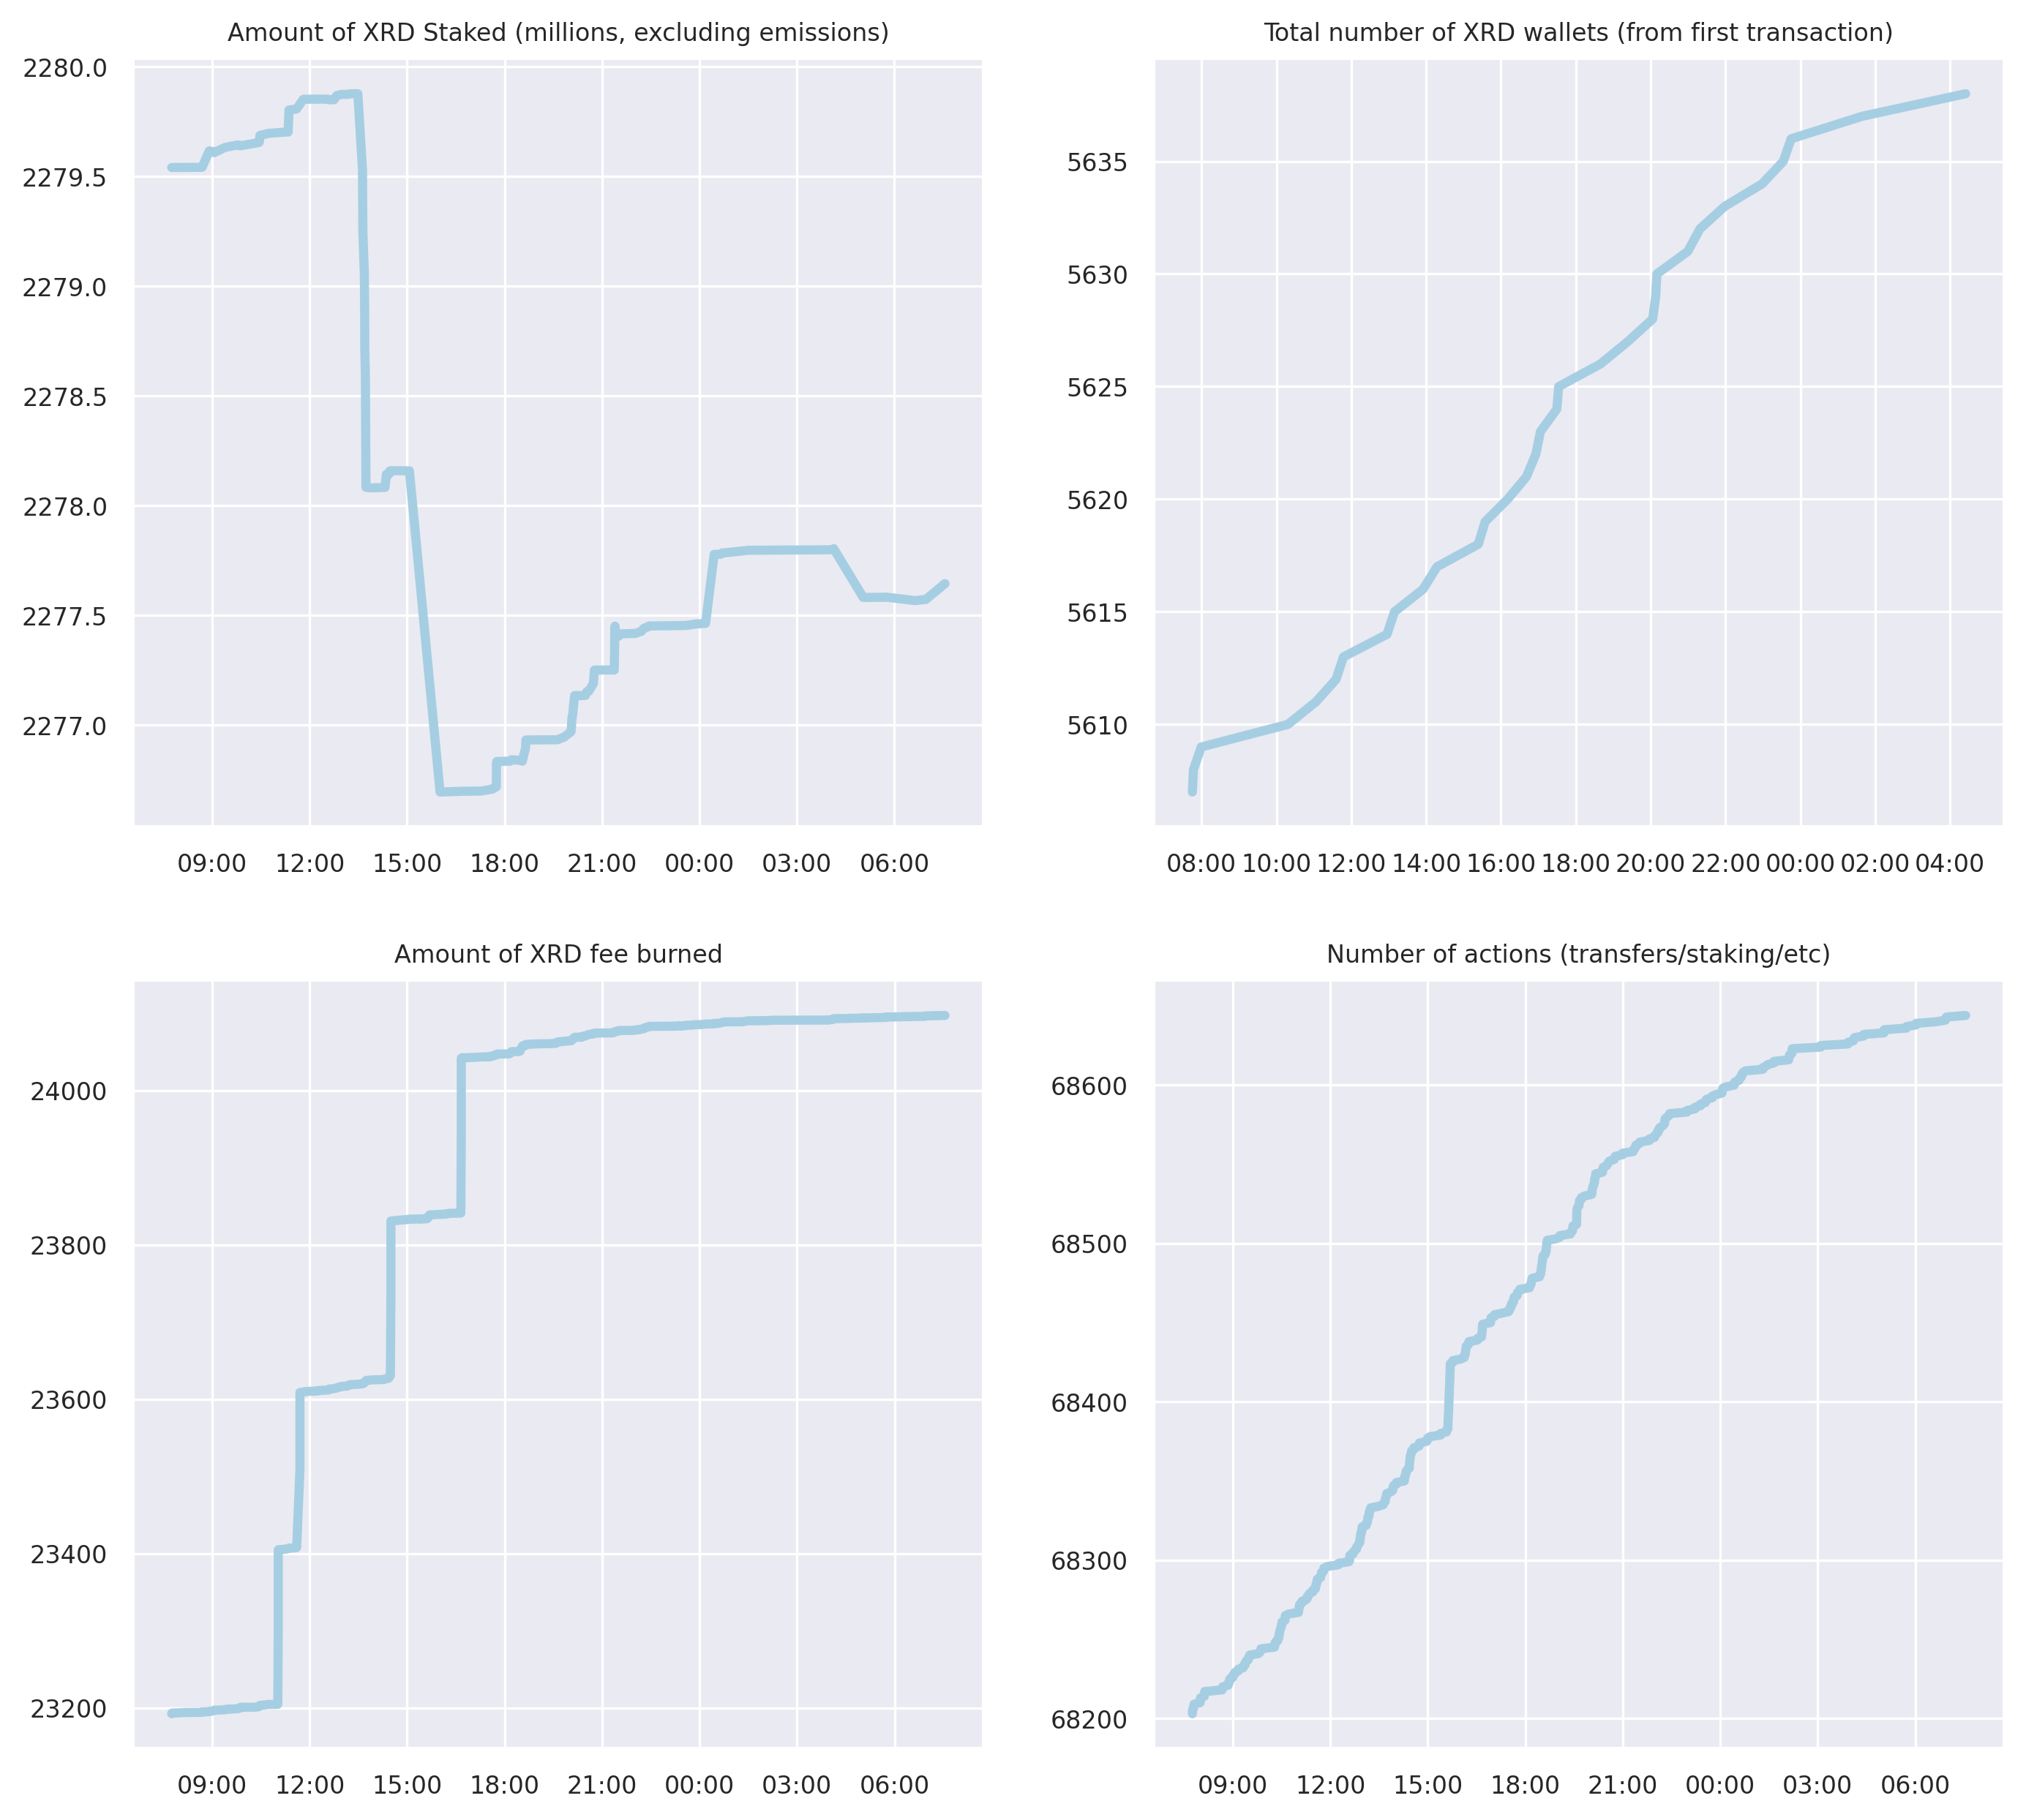 Amount of XRD Staked (millions, excluding emissions)
2280.0
2279.5
2279.0
2278.5
2278.0
2277.5
2277.0
09:00 12:00 15:00 18:00 21:00 00:00 03:00 06:00
Total number of XRD wallets (from first transaction)
5635
5630
5625
5620
5615
5610
08:00 10:00 12:00 14:00 16:00 18:00 20:00 22:00 00:00 02:00 04:00
Amount of XRD fee burned
24000
23800
23600
23400
23200
09:00 12:00 15:00 18:00 21:00 00:00 03:00 06:00
Number of actions (transfers/staking/etc)
68600
68500
68400
68300
68200
09:00 12:00 15:00 18:00 21:00 00:00 03:00 06:00